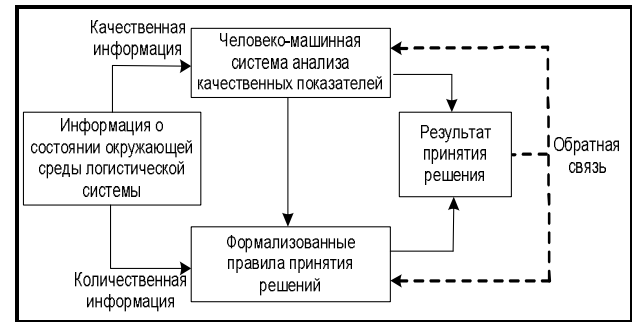 Качественная
информация
Человеко-машинная
система анализа
качественных показателей
Информация о
состоянии окружающей
среды логистической
системы
Результат
принятия
решения
Обратная
связь
Формализованные
правила принятия
решений
Количественная
информация